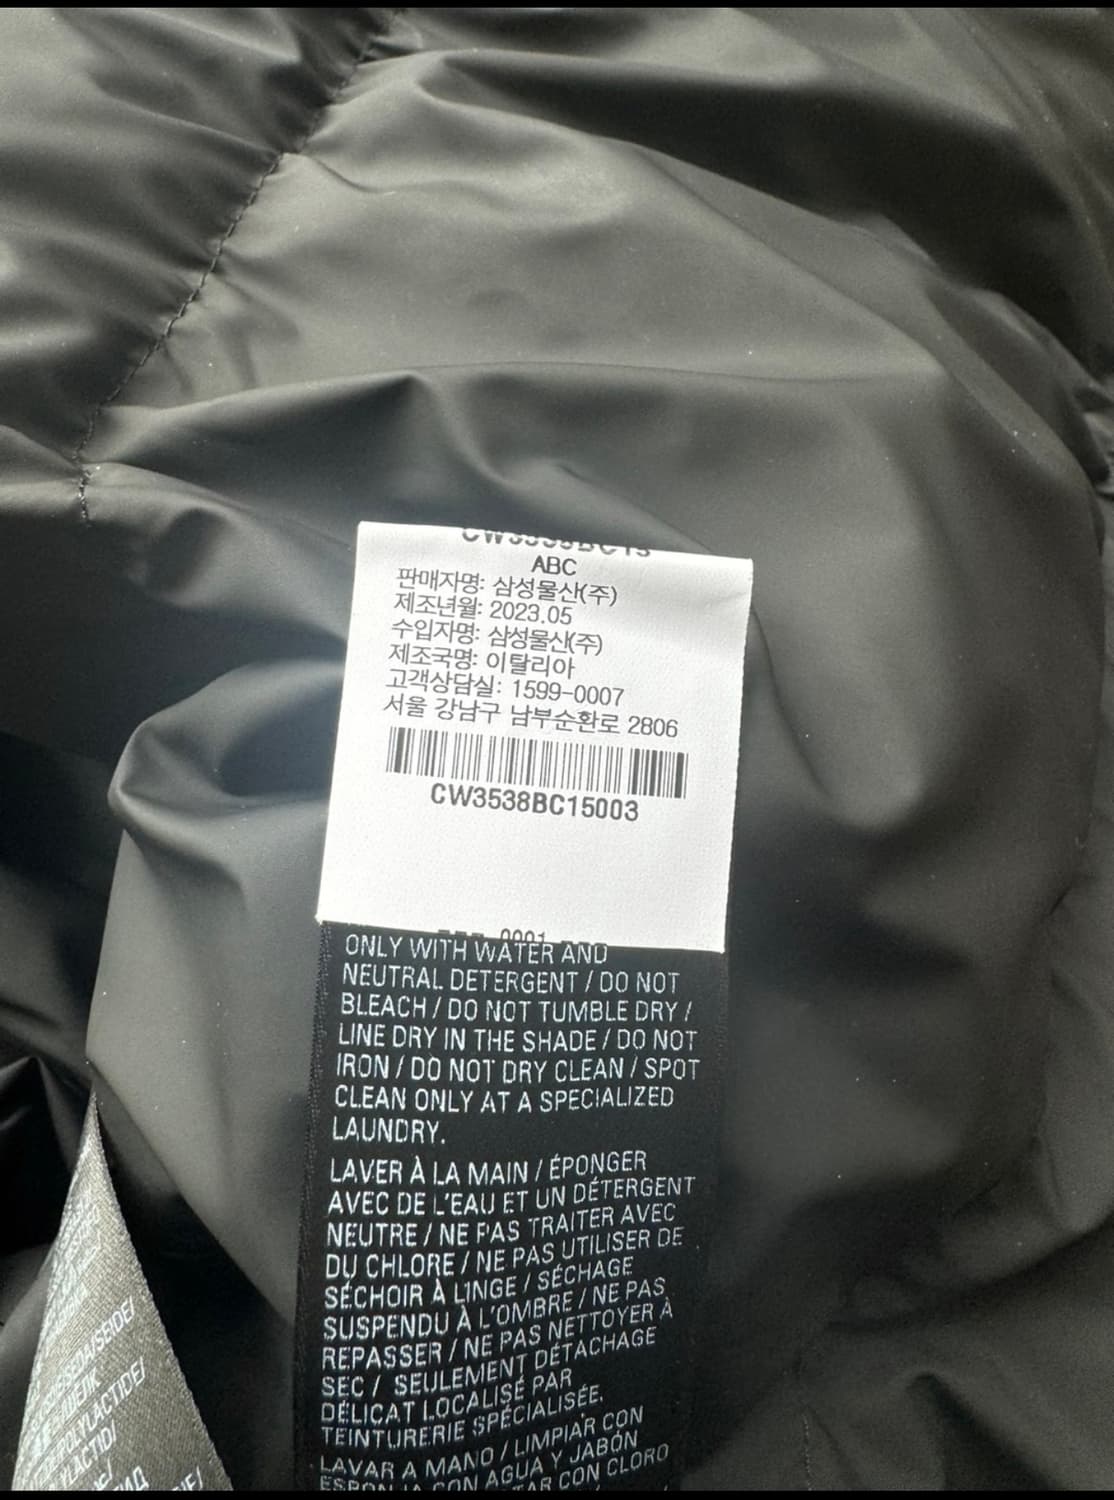 ABC
판매자명: 삼성물산(주)
제조년월: 2023.05
수입자명: 삼성물산(주)
제조국명: 이탈리아
고객상담실: 1599-0007
서울 강남구 남부순환로 2806
CW3538BC15003
ONLY WITH WATER AND
NEUTRAL DETERGENT / DO NOT
BLEACH / DO NOT TUMBLE DRY /
LINE DRY IN THE SHADE / DO NOT
IRON / DO NOT DRY CLEAN / SPOT
CLEAN ONLY AT A SPECIALIZED
LAUNDRY.
LAVER À LA MAIN / ÉPONGER
AVEC DE L'EAU ET UN DÉTERGENT
NEUTRE / NE PAS TRAITER AVEC
DU CHLORE / NE PAS UTILISER DE
SÉCHOIR À LINGE / SÉCHAGE
SUSPENDU À L'OMBRE / NE PAS
REPASSER / NE PAS NETTOYER À
SEC / SEULEMENT DÉTACHAGE
DÉLICAT LOCALISÉ PAR
TEINTURERIE SPÉCIALISÉE.
LAVAR A MANO / LIMPIAR CON
CON AGUA Y JABÓN
CON CLORO